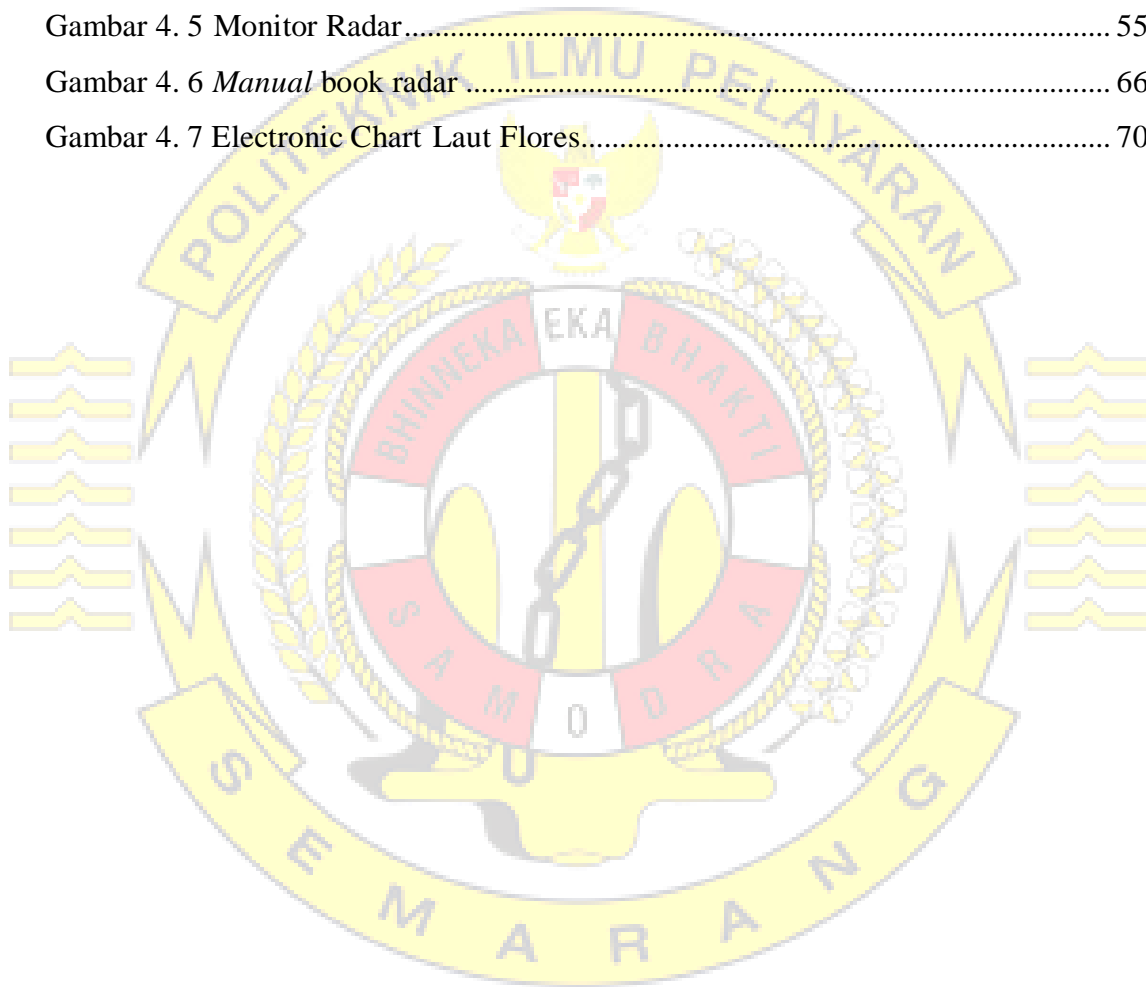 Gambar 4. 5 Monitor Radar........................................................................................ 55
Gambar 4. 6 Manual book radar ................................................................................ 66
Gambar 4. 7 Electronic Chart Laut Flores.................................................................. 70
POLITEKNIK ILMU PELAYARAN
BHINNEKA EKA BHAKTI
SAMODRA
SEMARANG